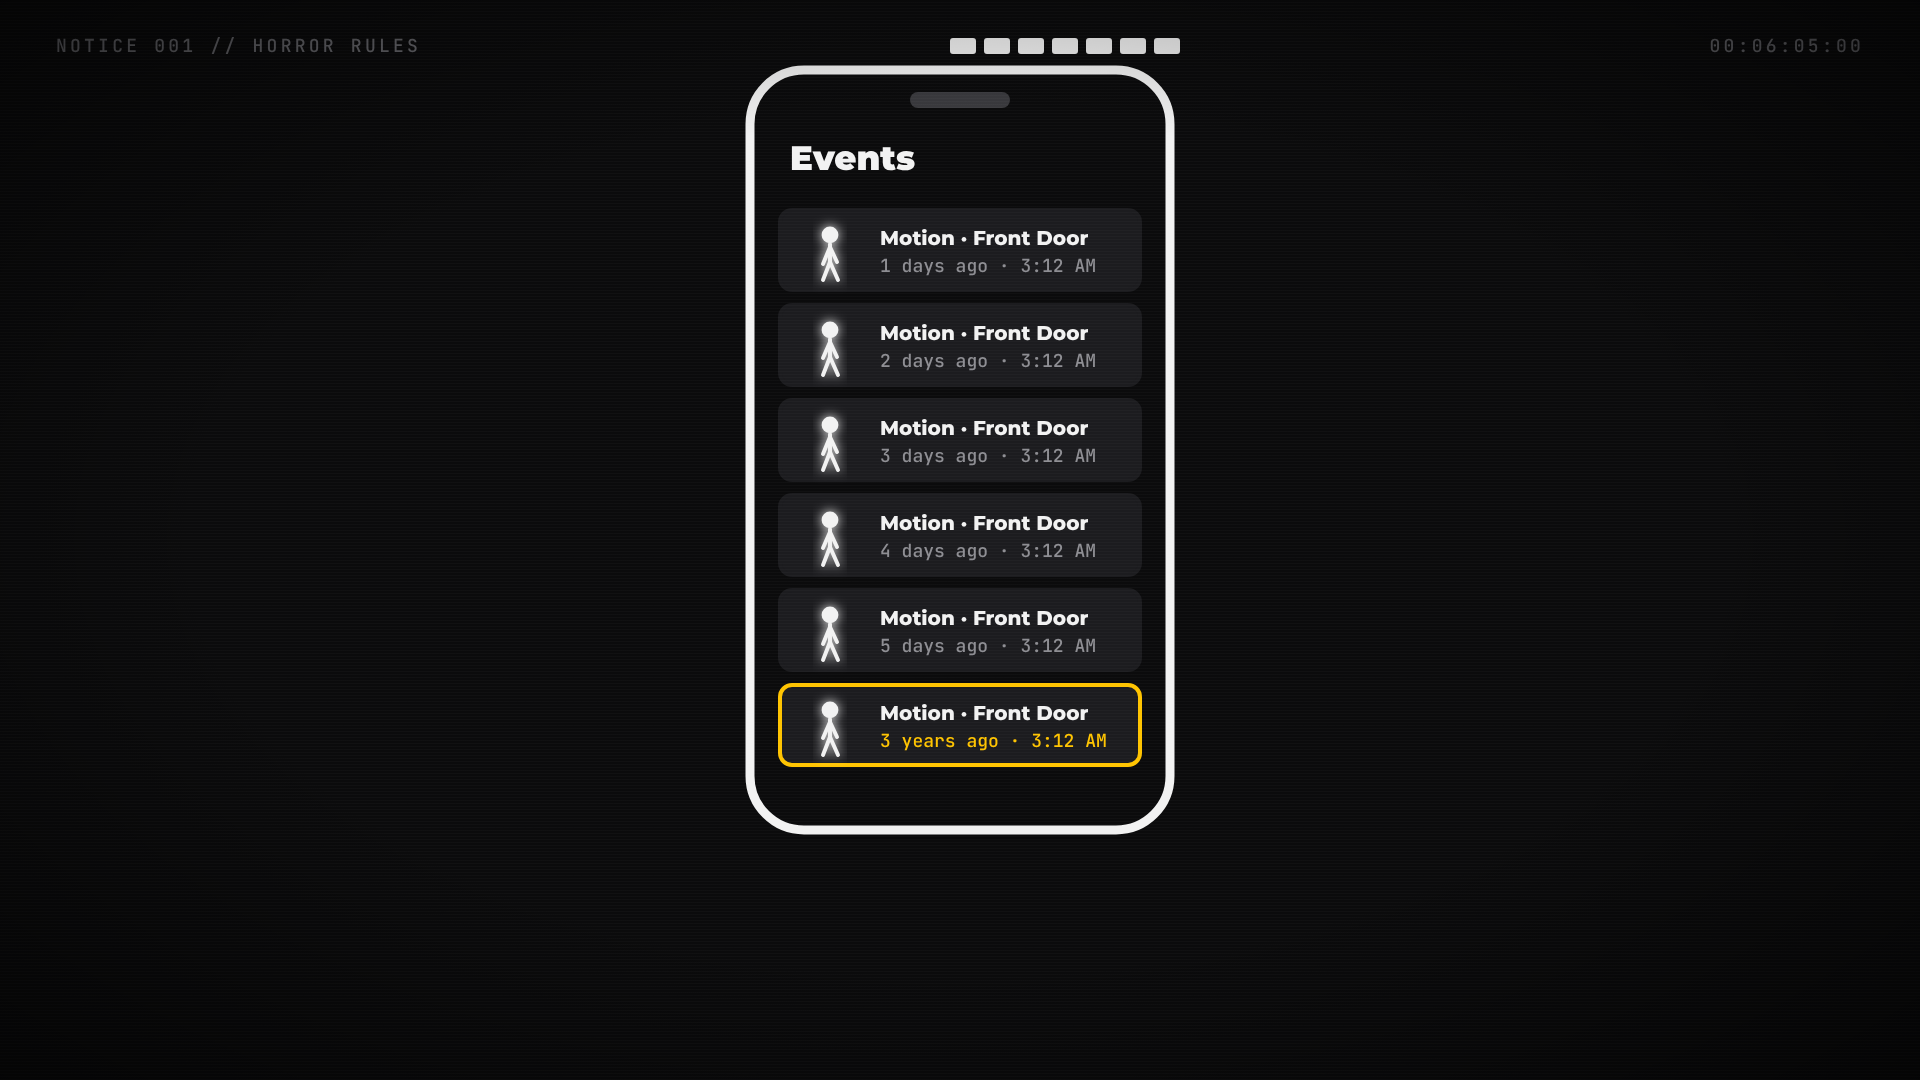 NOTICE 001 // HORROR RULES
00:06:05:00
Events
Motion · Front Door
1 days ago · 3:12 AM
Motion · Front Door
2 days ago · 3:12 AM
Motion · Front Door
3 days ago · 3:12 AM
Motion · Front Door
4 days ago · 3:12 AM
Motion · Front Door
5 days ago · 3:12 AM
Motion · Front Door
3 years ago · 3:12 AM